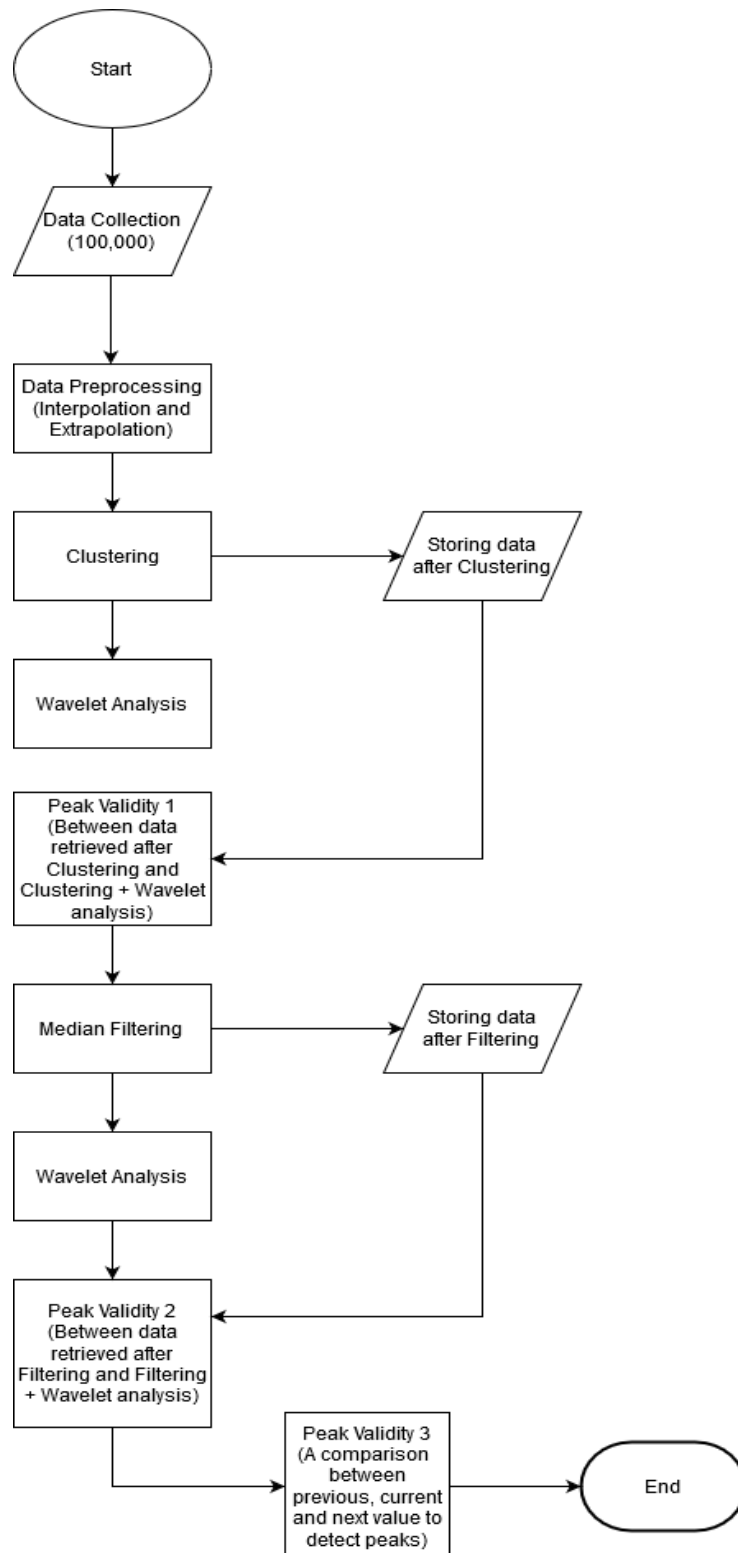 Start
Data Collection
(100,000)
Data Preprocessing
(Interpolation and
Extrapolation)
Clustering
Storing data
after Clustering
Wavelet Analysis
Peak Validity 1
(Between data
retrieved after
Clustering and
Clustering + Wavelet
analysis)
Median Filtering
Storing data
after Filtering
Wavelet Analysis
Peak Validity 2
(Between data
retrieved after
Filtering and Filtering
+ Wavelet analysis)
Peak Validity 3
(A comparison
between
previous, current
and next value to
detect peaks)
End